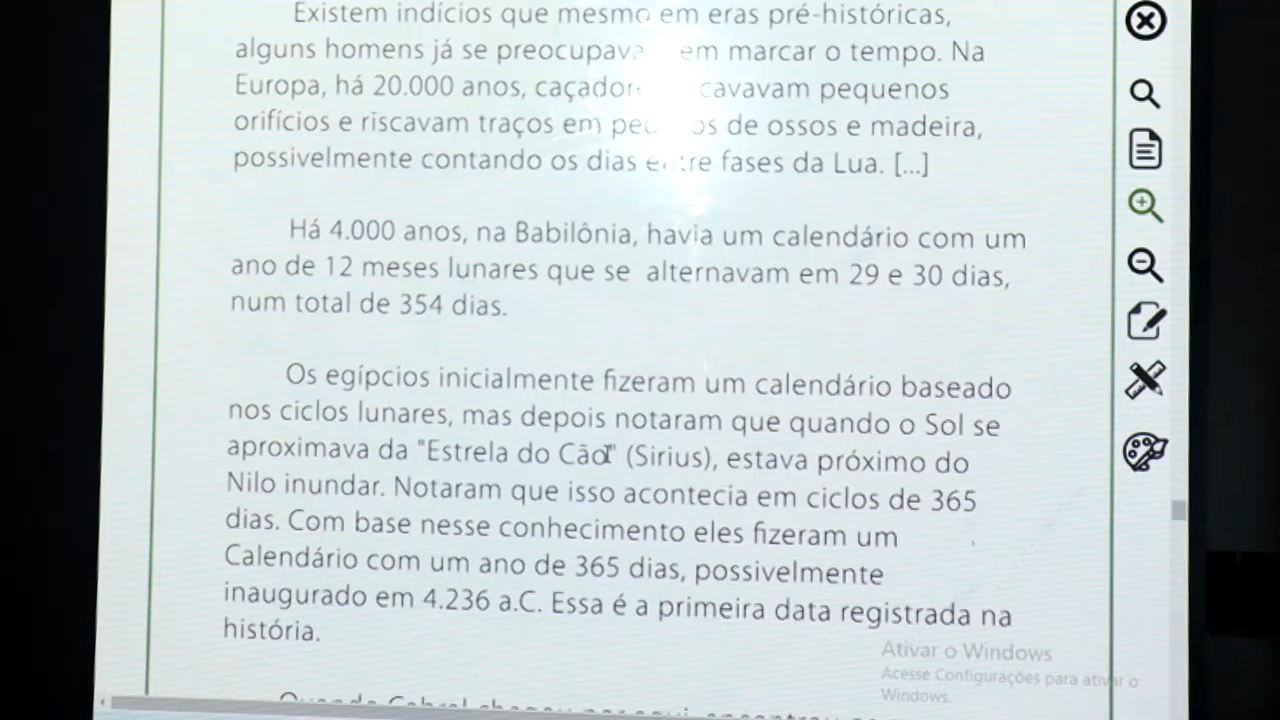 Existem indícios que mesmo em eras pré-históricas,
alguns homens já se em marcar o tempo. Na
Europa, há 20.000 anos, cavavam pequenos
orifícios e riscavam traços em de ossos e madeira,
possivelmente contando os dias entre fases da Lua. [...]
Há 4.000 anos, na Babilônia, havia um calendário com um
ano de 12 meses lunares que se alternavam em 29 e 30 dias,
num total de 354 dias.
Os egípcios inicialmente fizeram um calendário baseado
nos ciclos lunares, mas depois notaram que quando o Sol se
aproximava da "Estrela do Cão" (Sirius), estava próximo do
Nilo inundar. Notaram que isso acontecia em ciclos de 365
dias. Com base nesse conhecimento eles fizeram um
Calendário com um ano de 365 dias, possivelmente
inaugurado em 4.236 a.C. Essa é a primeira data registrada na
história.
Ativar o Windows
Acesse Configurações para ativar o
Windows.